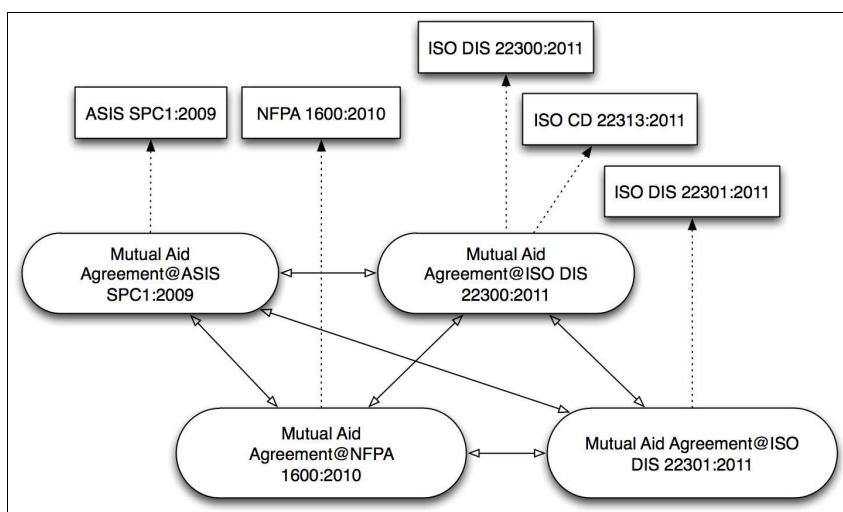 ISO DIS 22300:2011
ASIS SPC1:2009
NFPA 1600:2010
ISO CD 22313:2011
ISO DIS 22301:2011
Mutual Aid
Agreement@ASIS
SPC1:2009
Mutual Aid
Agreement@ISO DIS
22300:2011
Mutual Aid
Agreement@NFPA
1600:2010
Mutual Aid Agreement@ISO
DIS 22301:2011